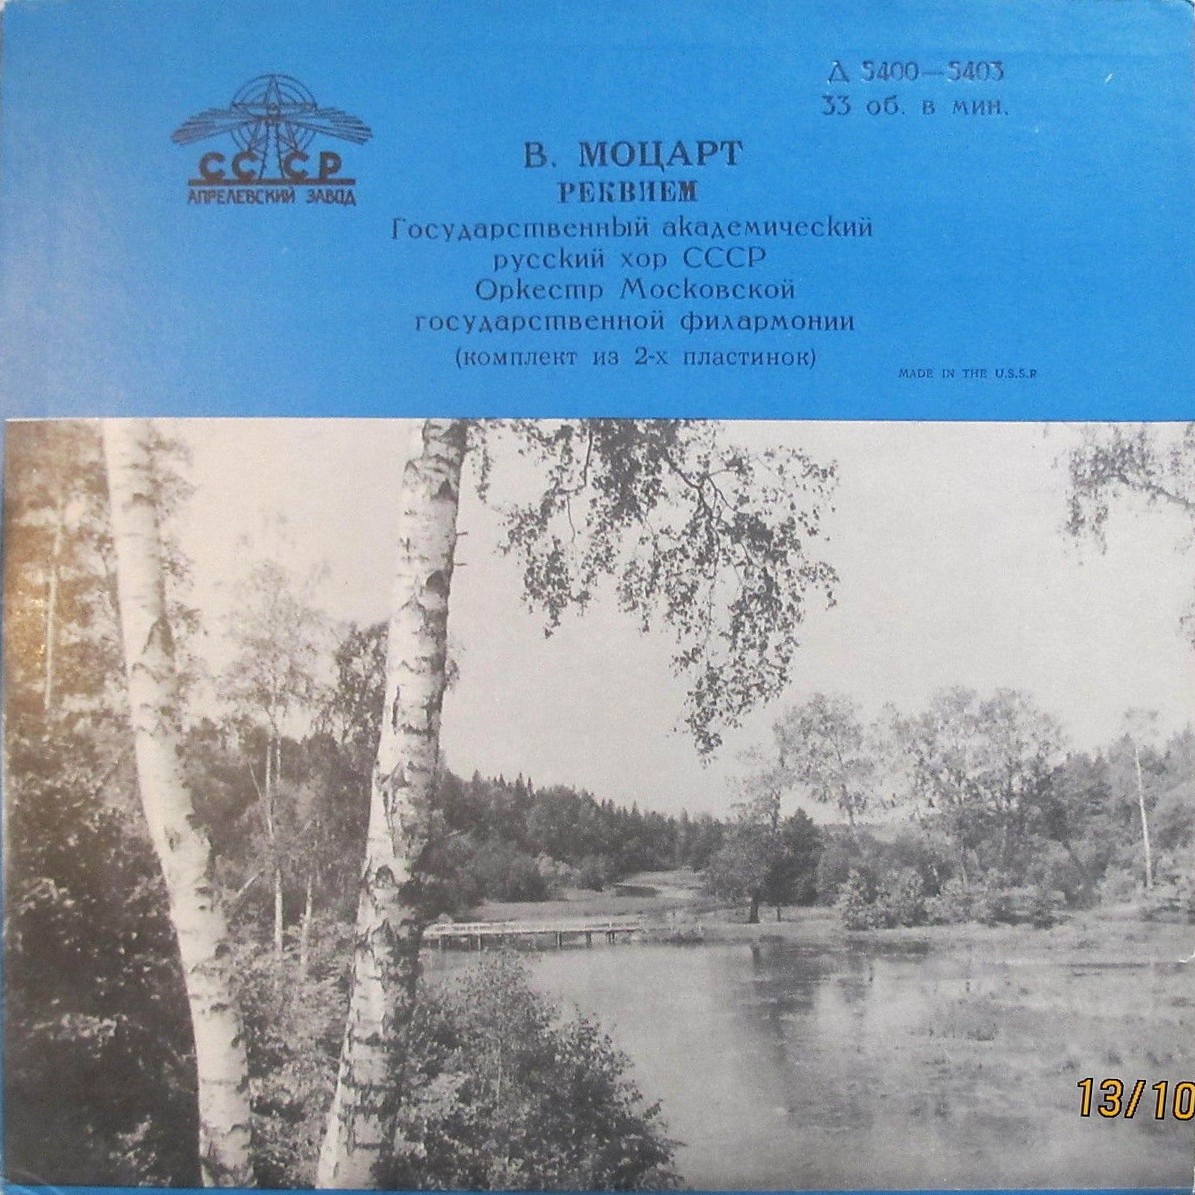 Д 5400—5403
33 об. в мин.
СССР
АПРЕЛЕВСКИЙ ЗАВОД
В. МОЦАРТ
РЕКВИЕМ
Государственный академический
русский хор СССР
Оркестр Московской
государственной филармонии
(комплект из 2-х пластинок)
MADE IN THE U.S.S.R
13/10